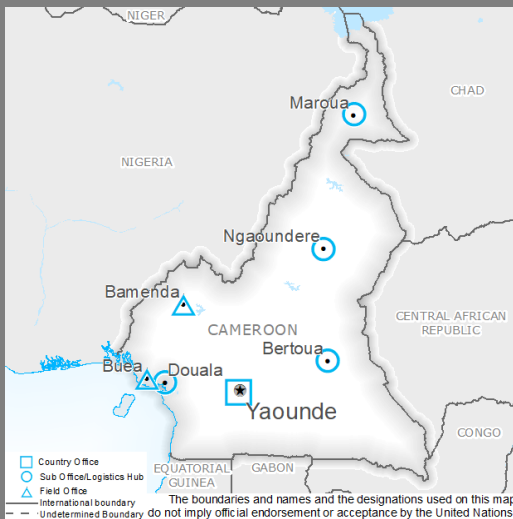 NIGER
CHAD
Maroua
NIGERIA
Ngaoundere
Bamenda
CAMEROON
CENTRAL AFRICAN
REPUBLIC
Bertoua
Buea
Douala
Yaounde
CONGO
EQUATORIAL
GUINEA
GABON
Country Office
Sub Office/Logistics Hub
Field Office
International boundary
Undetermined Boundary
The boundaries and names and the designations used on this map
do not imply official endorsement or acceptance by the United Nations.